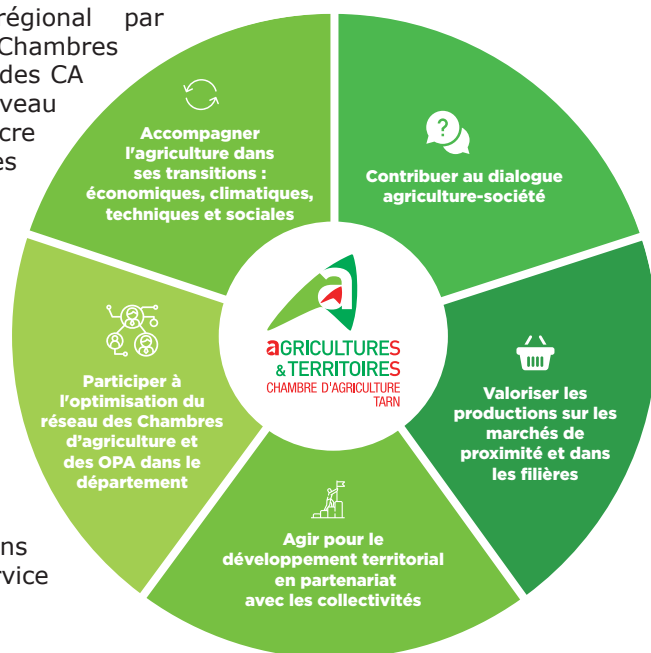 régional par
Chambres
des CA
veau
cre
es
ns
rvice
Accompagner
l'agriculture dans
ses transitions :
économiques, climatiques,
techniques et sociales
?
Contribuer au dialogue
agriculture-société
Valoriser les
productions sur les
marchés de
proximité et dans
les filières
Agir pour le
développement territorial
en partenariat
avec les collectivités
Participer à
l'optimisation du
réseau des Chambres
d'agriculture et
des OPA dans le
département
a
aGRICULTURES
& TERRITOIRES
CHAMBRE D'AGRICULTURE
TARN